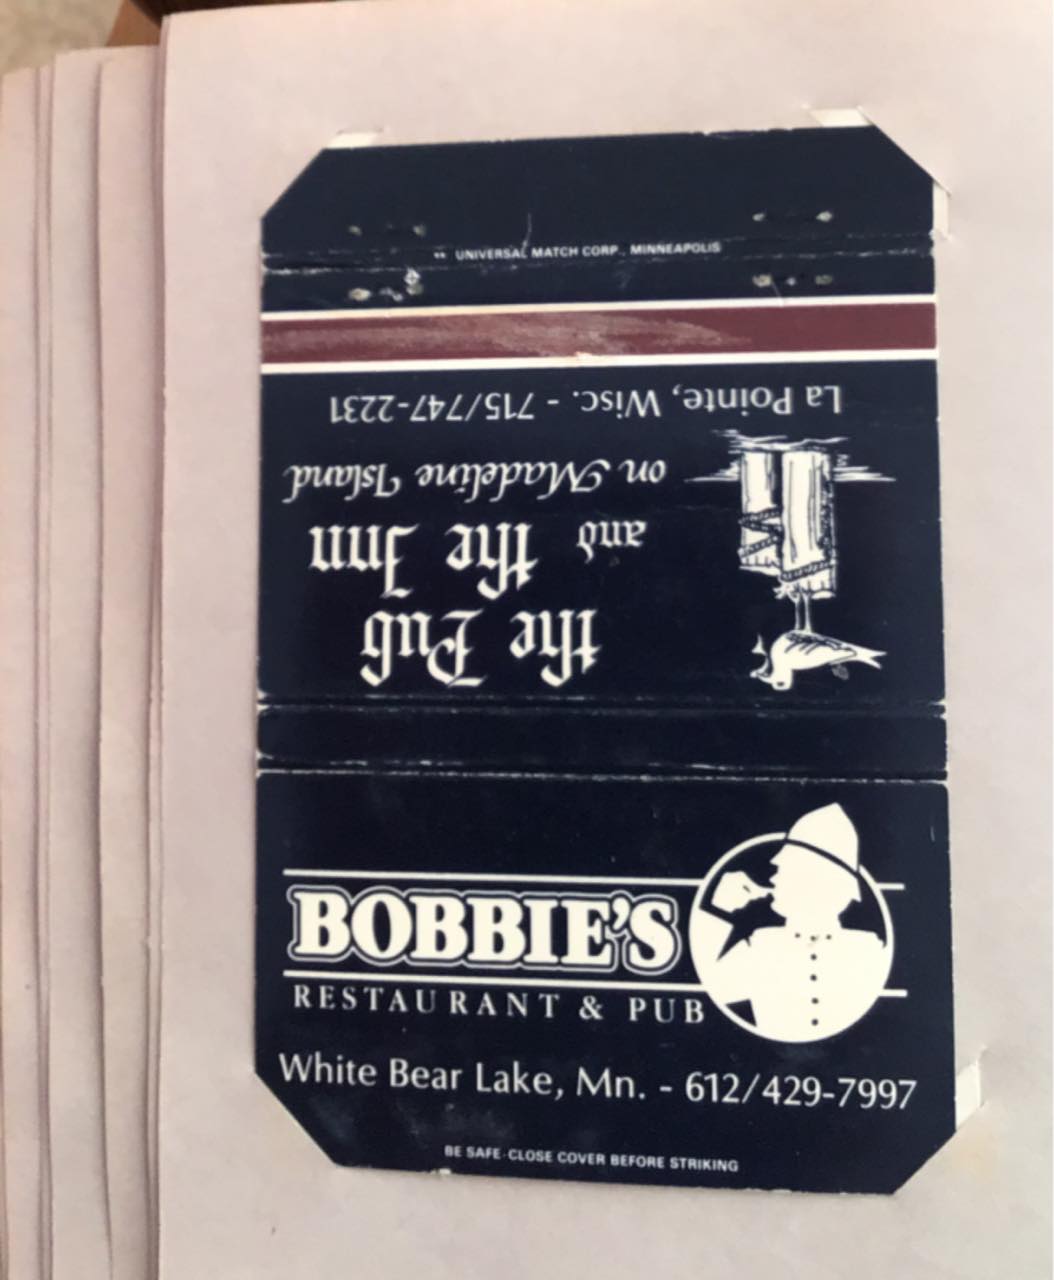 UNIVERSAL MATCH CORP., MINNEAPOLIS
the Pub
and the Inn
on Madeline Island
La Pointe, Wisc. - 715/747-2231
BOBBIE'S
RESTAURANT & PUB
White Bear Lake, Mn. - 612/429-7997
BE SAFE-CLOSE COVER BEFORE STRIKING